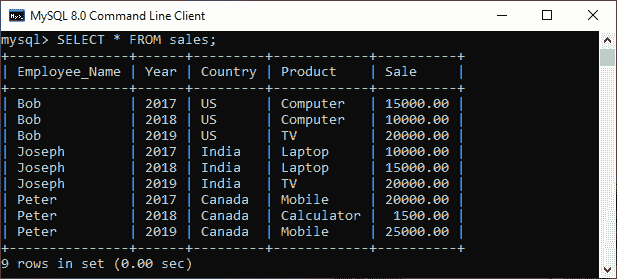 MySQL 8.0 Command Line Client
mysql> SELECT * FROM sales;
+---------------+------+---------+------------+----------+
| Employee_Name | Year | Country | Product    | Sale     |
+---------------+------+---------+------------+----------+
| Bob           | 2017 | US      | Computer   | 15000.00 |
| Bob           | 2018 | US      | Computer   | 10000.00 |
| Bob           | 2019 | US      | TV         | 20000.00 |
| Joseph        | 2017 | India   | Laptop     | 10000.00 |
| Joseph        | 2018 | India   | Laptop     | 15000.00 |
| Joseph        | 2019 | India   | TV         | 20000.00 |
| Peter         | 2017 | Canada  | Mobile     | 20000.00 |
| Peter         | 2018 | Canada  | Calculator |  1500.00 |
| Peter         | 2019 | Canada  | Mobile     | 25000.00 |
+---------------+------+---------+------------+----------+
9 rows in set (0.00 sec)